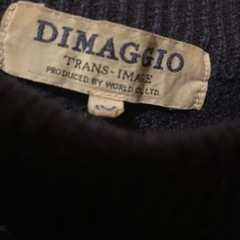 DIMAGGIO
TRANS-IMAGE
PRODUCED BY WORLD CO., LTD.